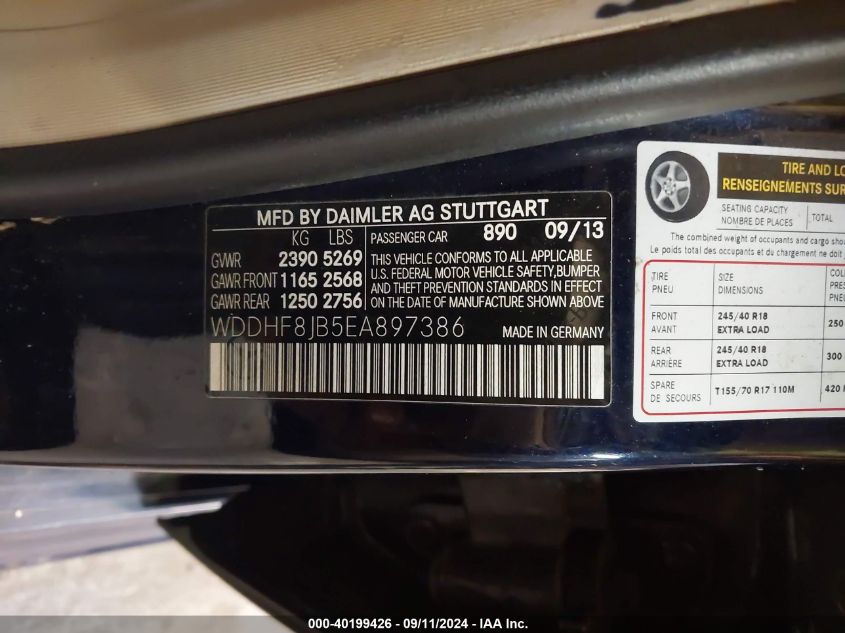 MFD BY DAIMLER AG STUTTGART
KG LBS
GVWR 2390 5269
GAWR FRONT 1165 2568
GAWR REAR 1250 2756
PASSENGER CAR 890 09/13
THIS VEHICLE CONFORMS TO ALL APPLICABLE
U.S. FEDERAL MOTOR VEHICLE SAFETY, BUMPER
AND THEFT PREVENTION STANDARDS IN EFFECT
ON THE DATE OF MANUFACTURE SHOWN ABOVE
WDDHF8JB5EA897386
MADE IN GERMANY
TIRE AND
RENSEIGNEMENTS SUR
SEATING CAPACITY
NOMBRE DE PLACES
TOTAL
The combined weight of occupants and cargo
Le poids total des occupants et du chargement ne doit
TIRE SIZE
PNEU DIMENSIONS
FRONT 245/40 R18 250
AVANT EXTRA LOAD
REAR 245/40 R18 300
ARRIÈRE EXTRA LOAD
SPARE T155/70 R17 110M 420
DE SECOURS
000-40199426 - 09/11/2024 - IAA Inc.